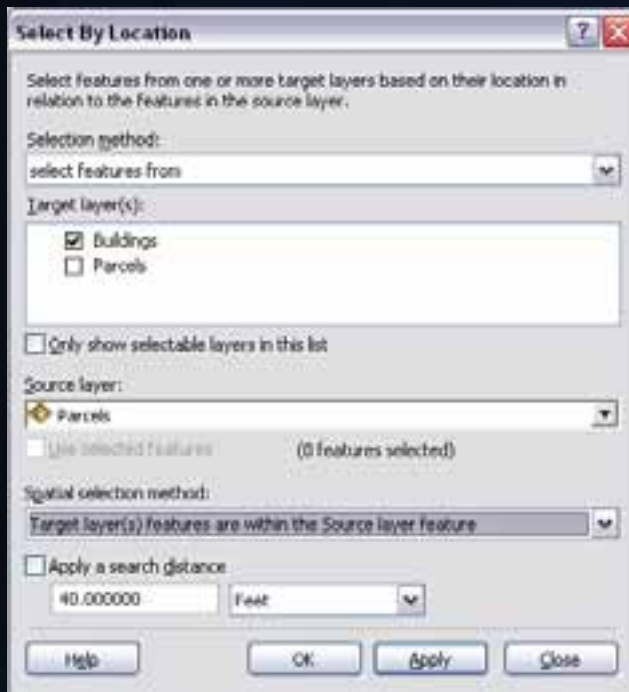 Select By Location
?
X
Select features from one or more target layers based on their location in
relation to the features in the source layer.
Selection method:
select features from
Target layer(s):
Buildings
Parcels
Only show selectable layers in this list
Source layer:
Parcels
Use selected features (0 features selected)
Spatial selection method:
Target layer(s) features are within the Source layer feature
Apply a search distance
40.000000 Feet
Help OK Apply Close